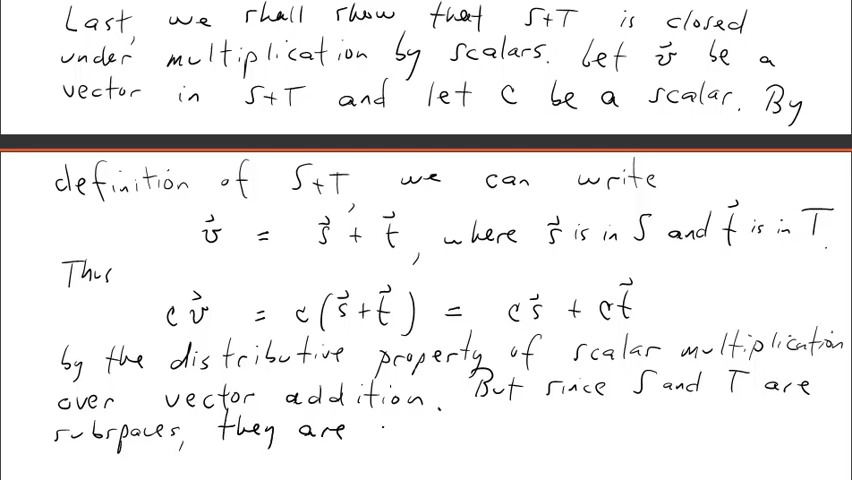 Last, we shall show that S+T is closed
under multiplication by scalars. Let v⃗ be a
vector in S+T and let c be a scalar. By
definition of S+T, we can write
v⃗ = s⃗ + t⃗, where s⃗ is in S and t⃗ is in T.
Thus
cv⃗ = c(s⃗+t⃗) = cs⃗ + ct⃗
by the distributive property of scalar multiplication
over vector addition. But since S and T are
subspaces, they are